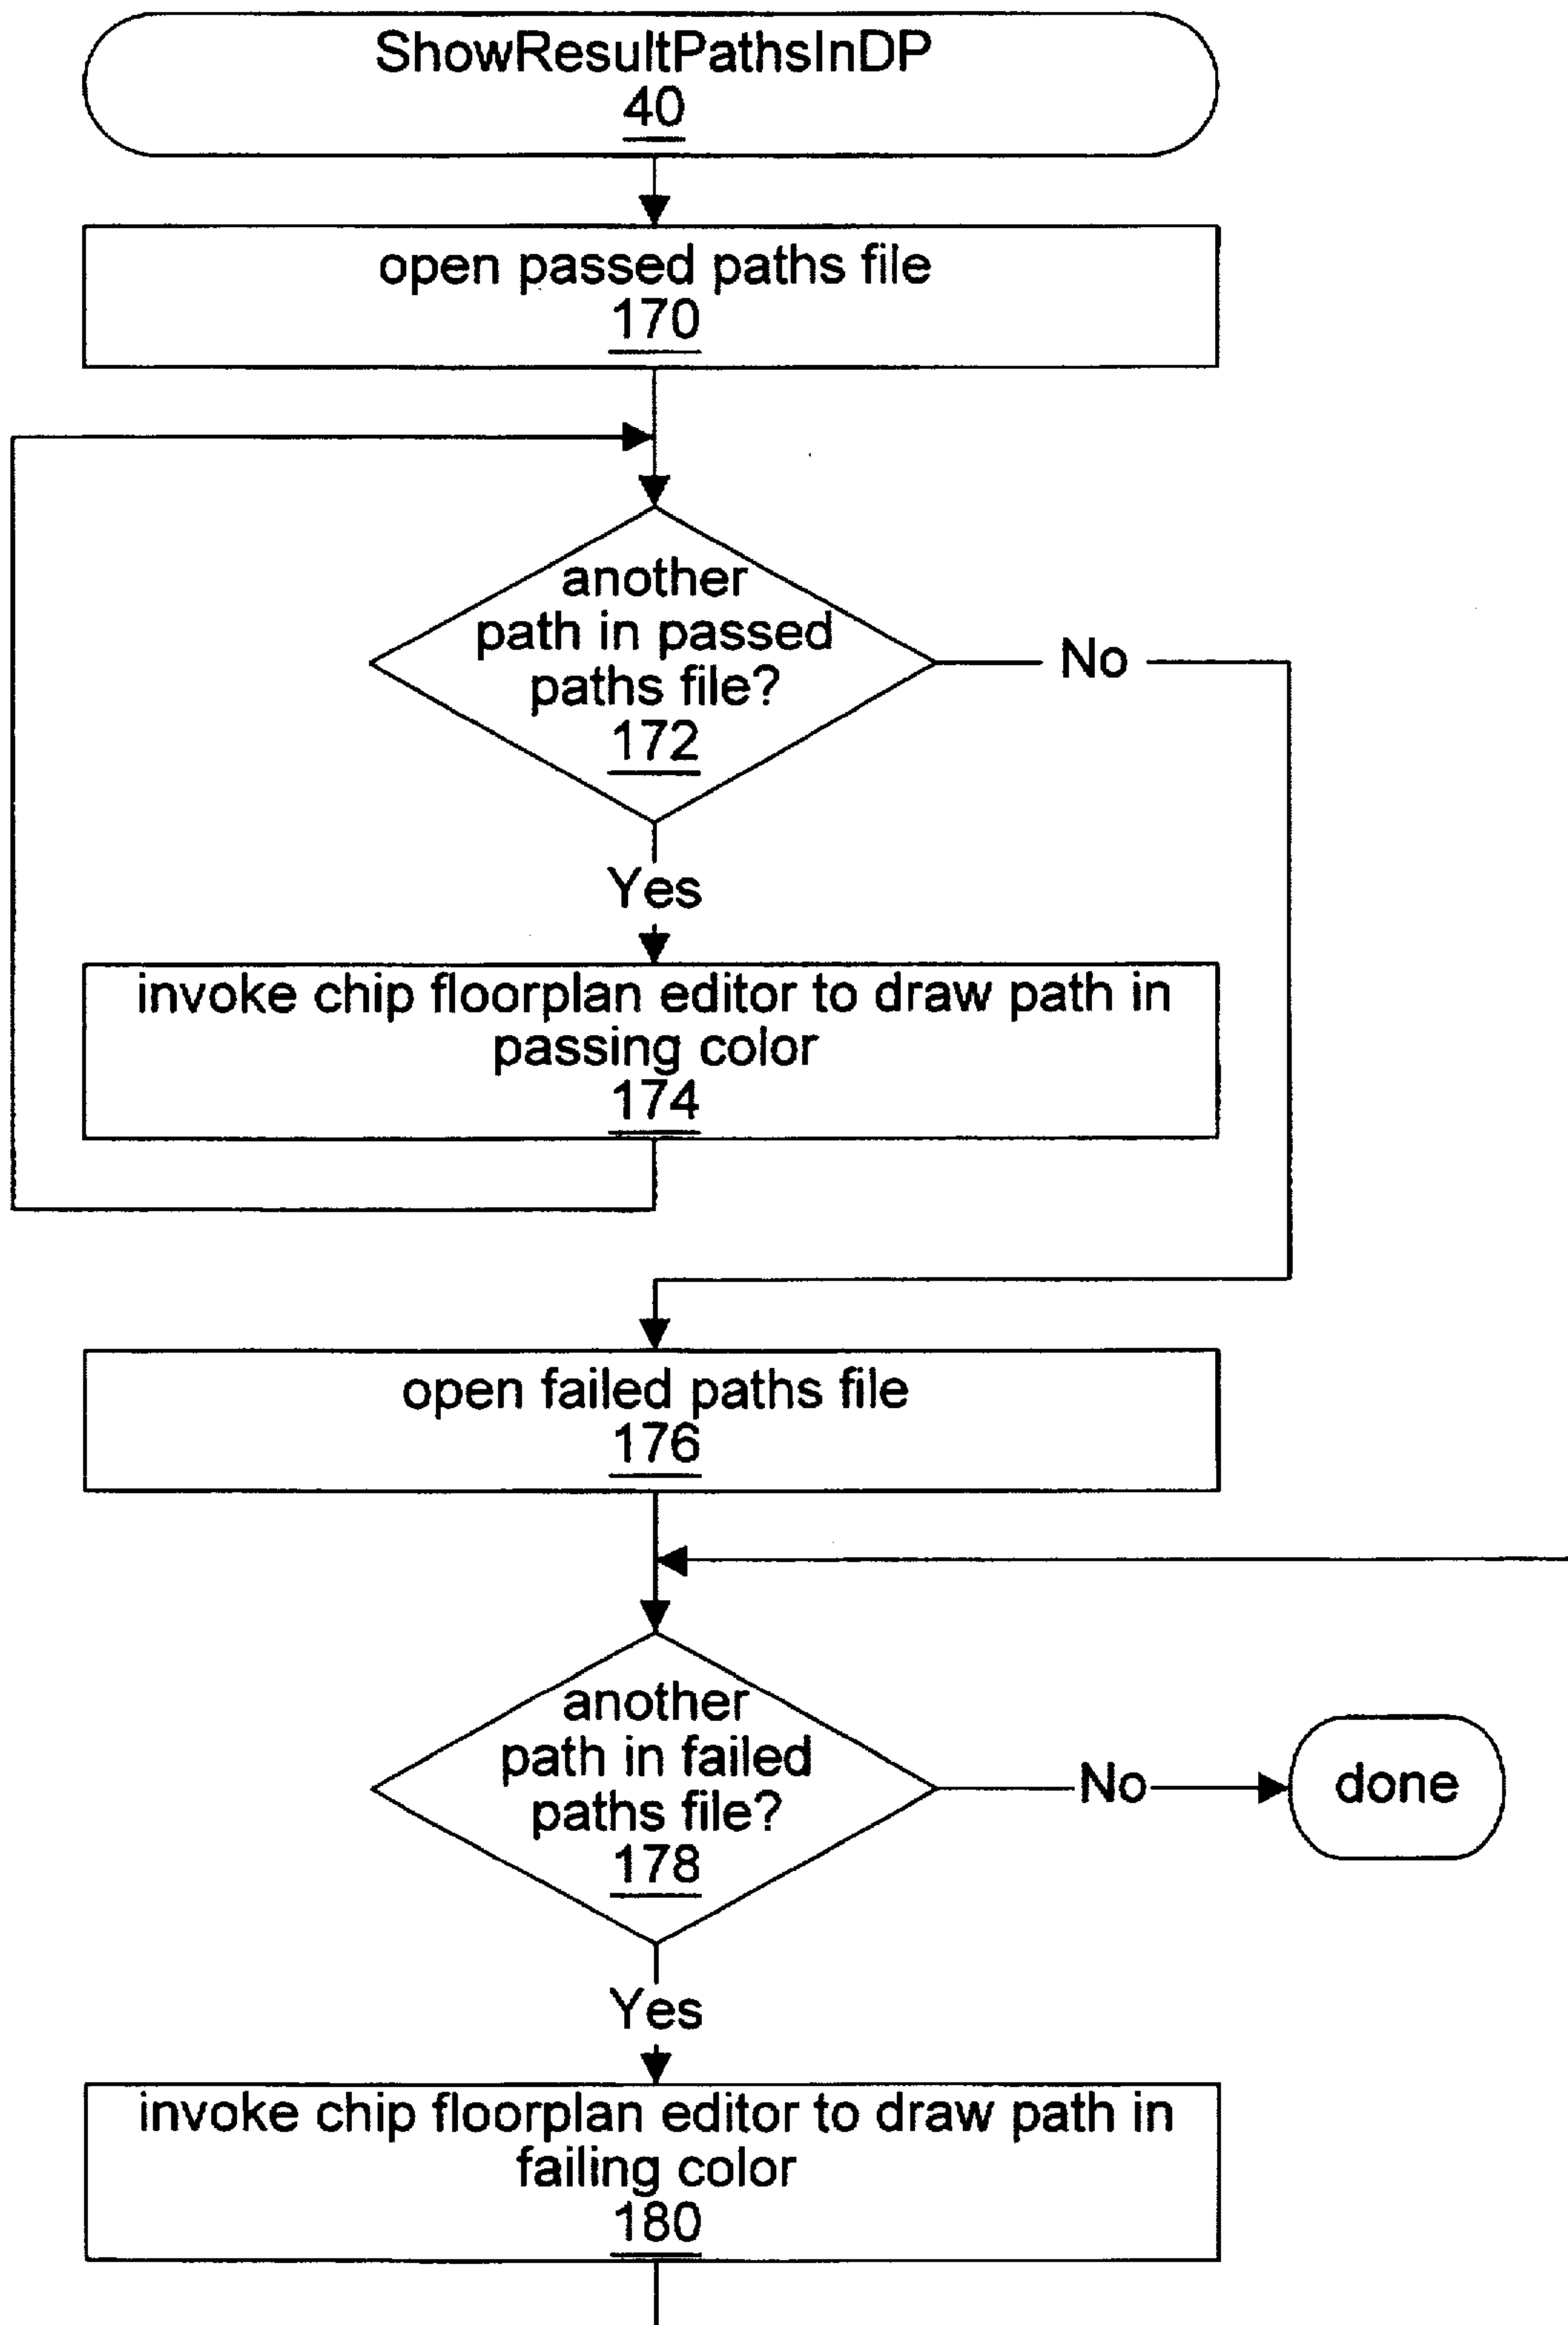 ShowResultPathsInDP
40
open passed paths file
170
another
path in passed
paths file?
172
No
Yes
invoke chip floorplan editor to draw path in
passing color
174
open failed paths file
176
another
path in failed
paths file?
178
No
done
Yes
invoke chip floorplan editor to draw path in
failing color
180